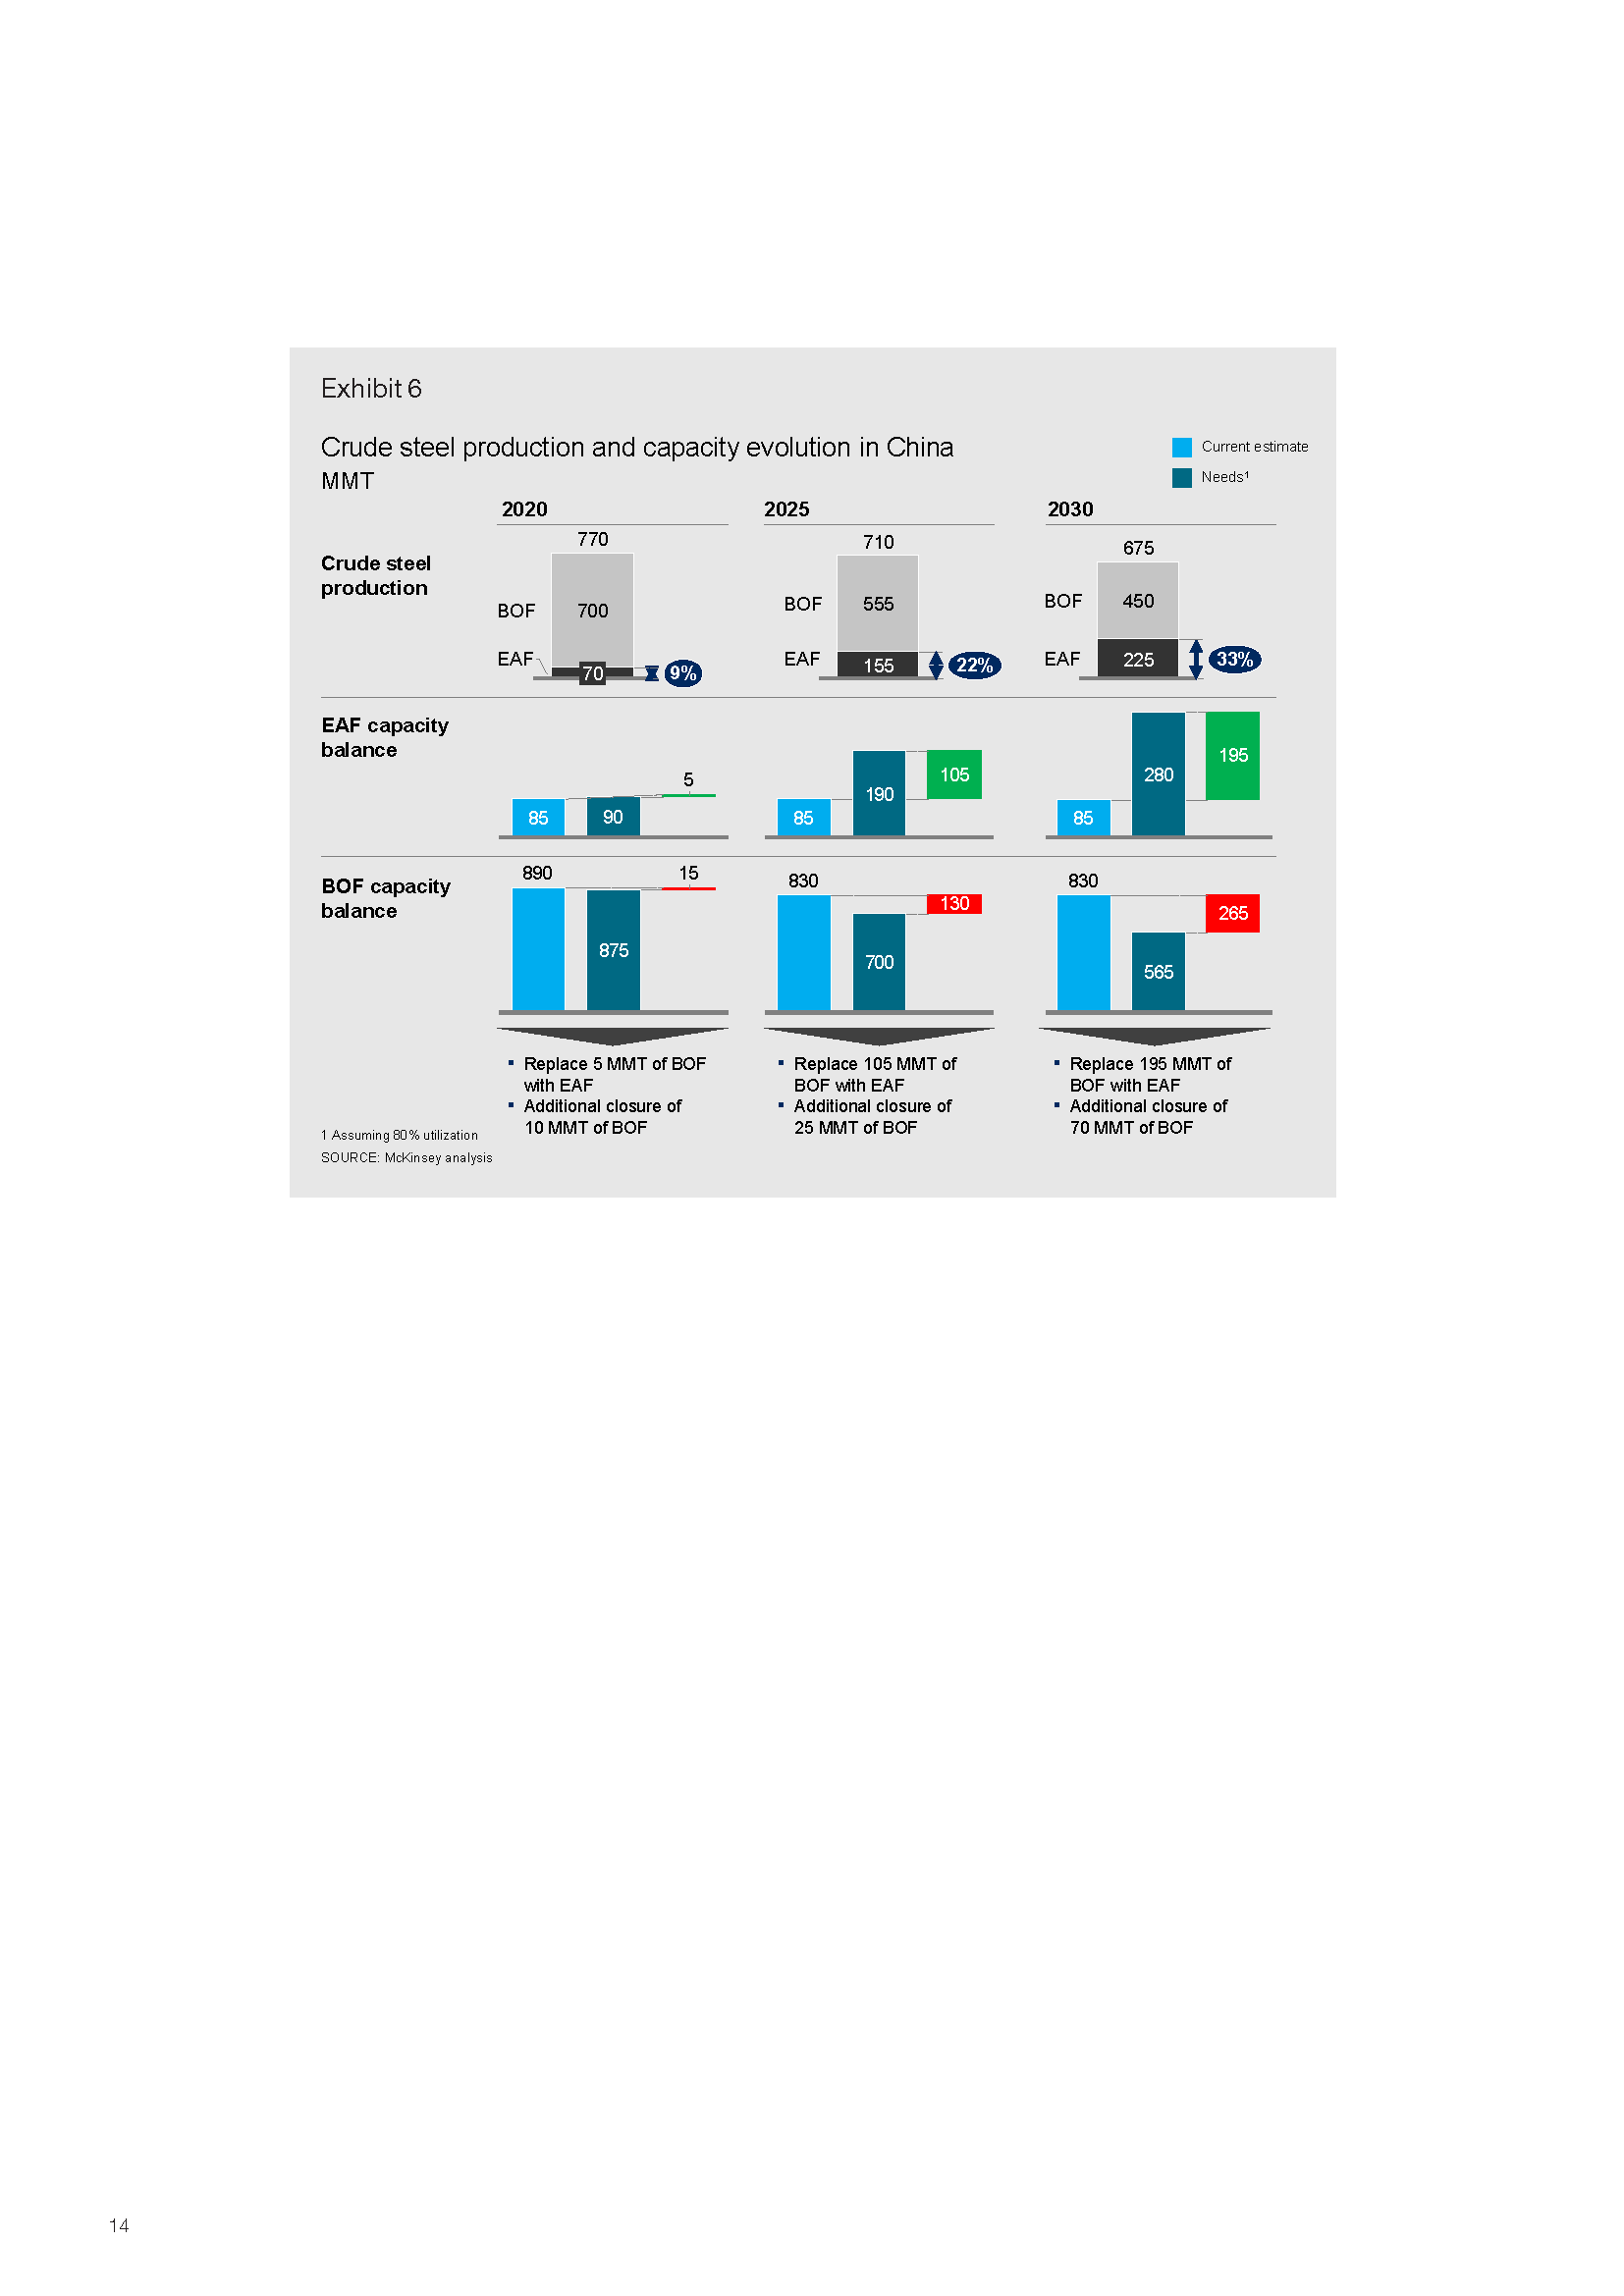 Exhibit 6
Crude steel production and capacity evolution in China
MMT
Current estimate
Needs¹
2020
2025
2030
Crude steel
production
770
BOF
700
EAF
70
9%
710
BOF
555
EAF
155
22%
675
BOF
450
EAF
225
33%
EAF capacity
balance
85
90
5
85
190
105
85
280
195
BOF capacity
balance
890
875
15
830
700
130
830
565
265
▪ Replace 5 MMT of BOF
with EAF
▪ Additional closure of
10 MMT of BOF
▪ Replace 105 MMT of
BOF with EAF
▪ Additional closure of
25 MMT of BOF
▪ Replace 195 MMT of
BOF with EAF
▪ Additional closure of
70 MMT of BOF
1 Assuming 80% utilization
SOURCE: McKinsey analysis
14